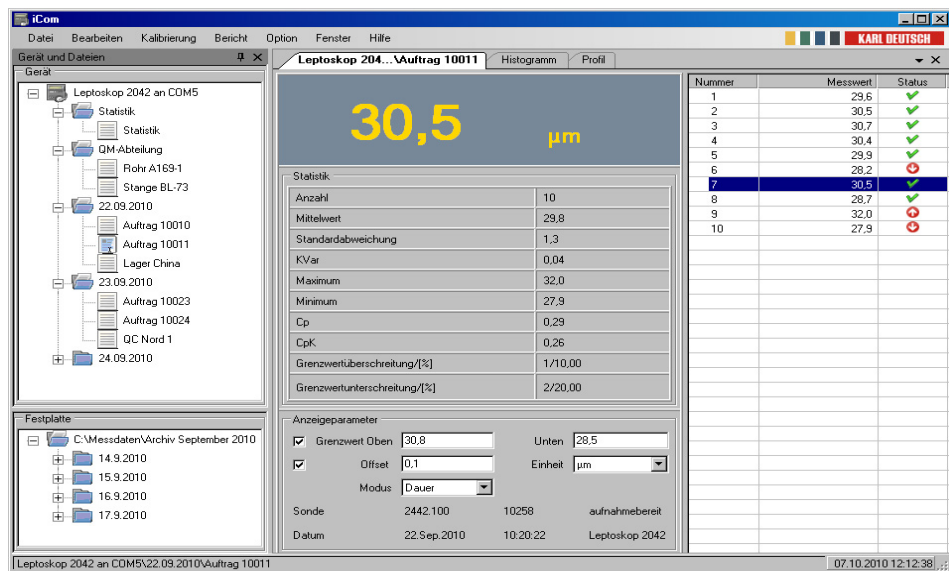 iCom
Datei Bearbeiten Kalibrierung Bericht Option Fenster Hilfe
KARL DEUTSCH
Gerät und Dateien
Gerät
Leptoskop 2042 an COM5
Statistik
Statistik
QM-Abteilung
Rohr A169-1
Stange BL-73
22.09.2010
Auftrag 10010
Auftrag 10011
Lager China
23.09.2010
Auftrag 10023
Auftrag 10024
QC Nord 1
24.09.2010
Festplatte
C:\Messdaten\Archiv September 2010
14.9.2010
15.9.2010
16.9.2010
17.9.2010
Leptoskop 204...\Auftrag 10011 Histogramm Profil
30,5 µm
Statistik
Anzahl 10
Mittelwert 29,8
Standardabweichung 1,3
KVar 0,04
Maximum 32,0
Minimum 27,9
Cp 0,29
CpK 0,26
Grenzwertüberschreitung/[%] 1/10,00
Grenzwertunterschreitung/[%] 2/20,00
Anzeigeparameter
Grenzwert Oben 30,8 Unten 28,5
Offset 0,1 Einheit µm
Modus Dauer
Sonde 2442.100 10258 aufnahmebereit
Datum 22.Sep.2010 10:20:22 Leptoskop 2042
Nummer Messwert Status
1 29,6
2 30,5
3 30,7
4 30,4
5 29,9
6 28,2
7 30,5
8 28,7
9 32,0
10 27,9
Leptoskop 2042 an COM5\22.09.2010\Auftrag 10011
07.10.2010 12:12:38